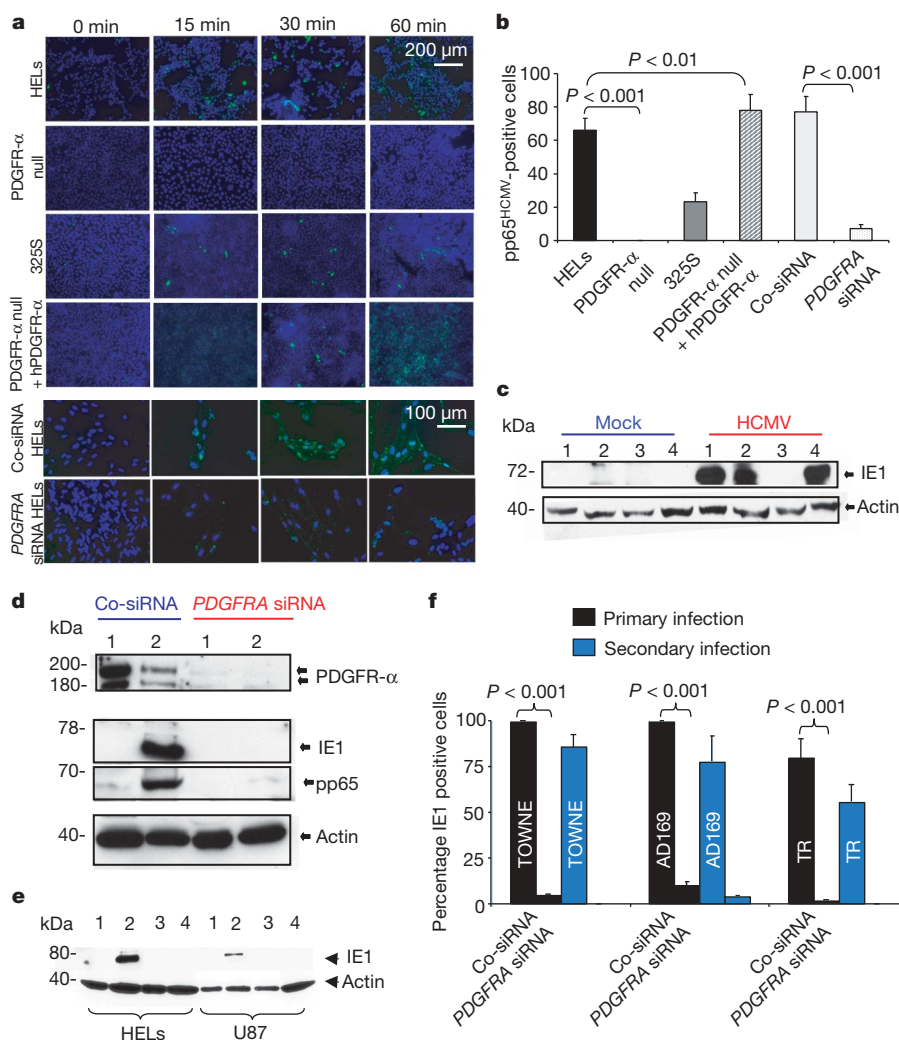 a
0 min 15 min 30 min 60 min
HELs
200 µm
PDGFR-α
null
325S
PDGFR-α null
+ hPDGFR-α
Co-siRNA
HELs
100 µm
PDGFRA
siRNA HELs
b
pp65HCMV-positive cells
100
80
60
40
20
0
P < 0.001
P < 0.01
P < 0.001
HELs
PDGFR-α
null
325S
PDGFR-α null
+ hPDGFR-α
Co-siRNA
PDGFRA
siRNA
c
kDa
Mock HCMV
1 2 3 4 1 2 3 4
72-
IE1
40-
Actin
d
Co-siRNA PDGFRA siRNA
kDa
1 2 1 2
200-
180-
PDGFR-α
78-
IE1
70-
pp65
40-
Actin
e
kDa
1 2 3 4 1 2 3 4
80-
IE1
40-
Actin
HELs U87
f
Primary infection
Secondary infection
Percentage IE1 positive cells
100
75
50
25
0
P < 0.001
P < 0.001
P < 0.001
TOWNE
TOWNE
AD169
AD169
TR
TR
Co-siRNA
PDGFRA siRNA
Co-siRNA
PDGFRA siRNA
Co-siRNA
PDGFRA siRNA